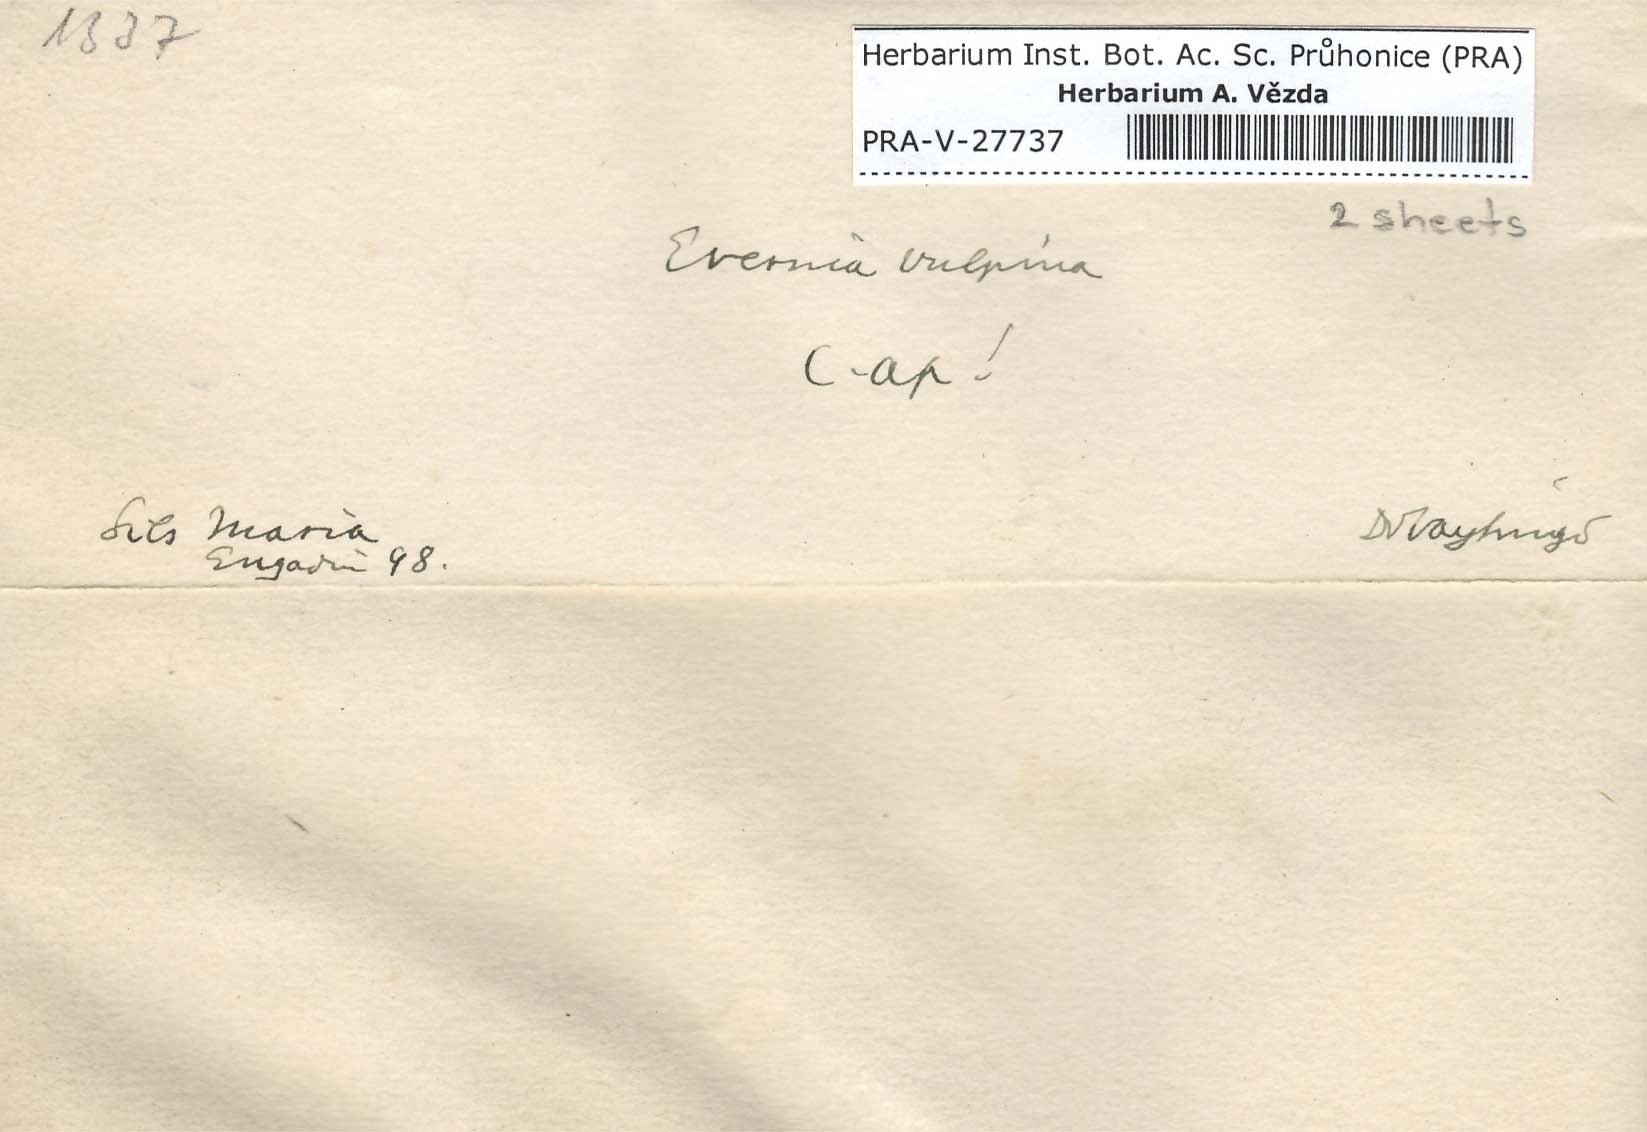 1337
Herbarium Inst. Bot. Ac. Sc. Průhonice (PRA)
Herbarium A. Vězda
PRA-V-27737
2 sheets
Evernia vulpina
C. ap!
Sils Maria
Engadin 98.